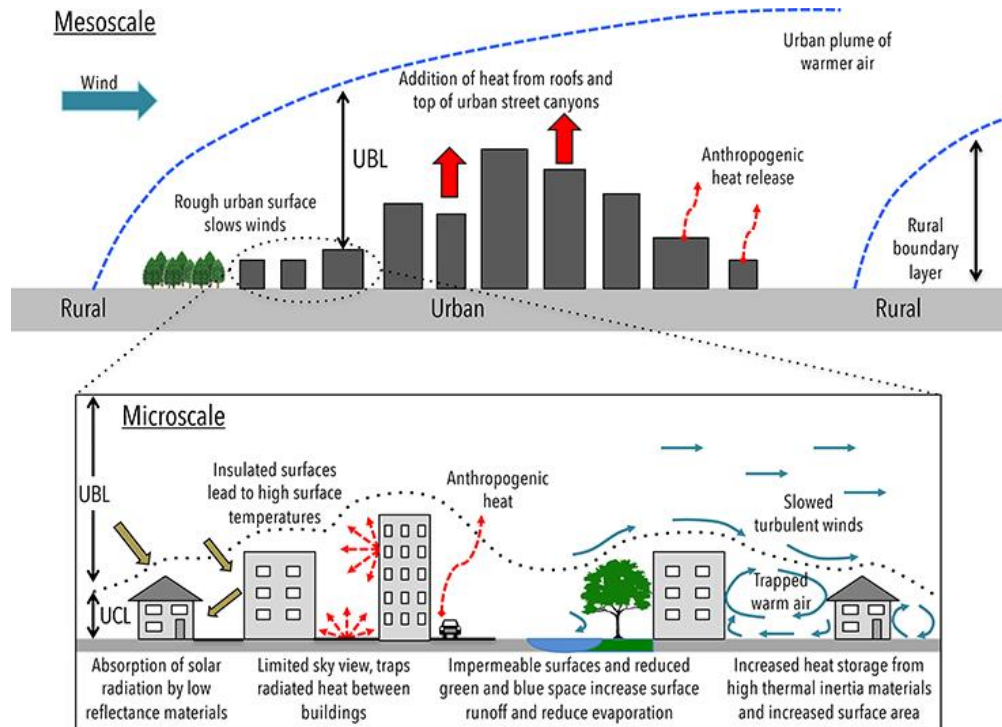 Mesoscale
Wind
Urban plume of
warmer air
Addition of heat from roofs and
top of urban street canyons
UBL
Anthropogenic
heat release
Rough urban surface
slows winds
Rural
boundary
layer
Rural
Urban
Rural
Microscale
UBL
Insulated surfaces
lead to high surface
temperatures
Anthropogenic
heat
Slowed
turbulent winds
UCL
Trapped
warm air
Absorption of solar
radiation by low
reflectance materials
Limited sky view, traps
radiated heat between
buildings
Impermeable surfaces and reduced
green and blue space increase surface
runoff and reduce evaporation
Increased heat storage from
high thermal inertia materials
and increased surface area